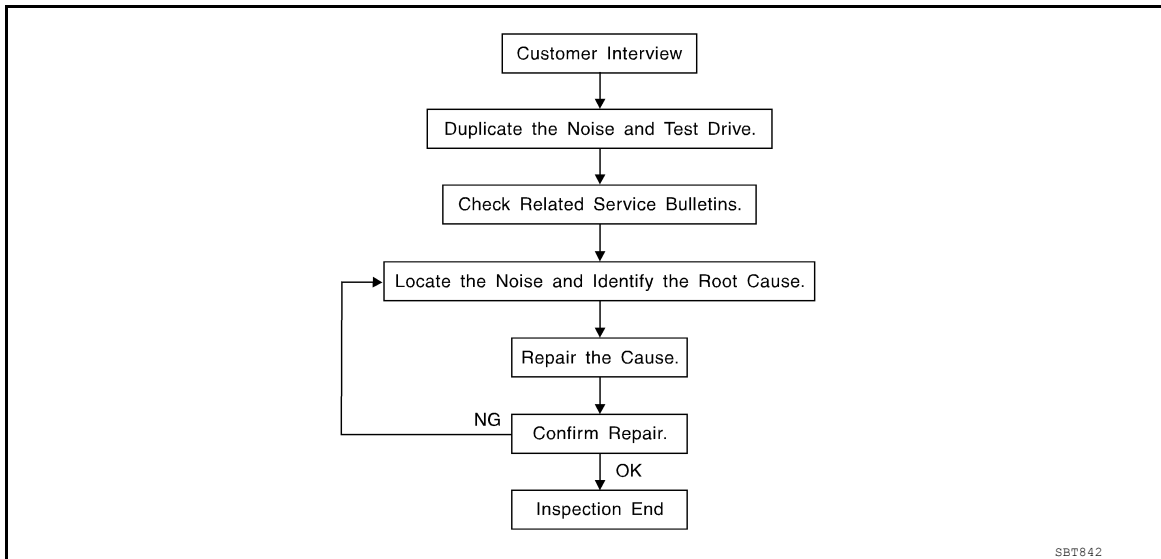 Customer Interview
Duplicate the Noise and Test Drive.
Check Related Service Bulletins.
Locate the Noise and Identify the Root Cause.
Repair the Cause.
NG
Confirm Repair.
OK
Inspection End
SBT842